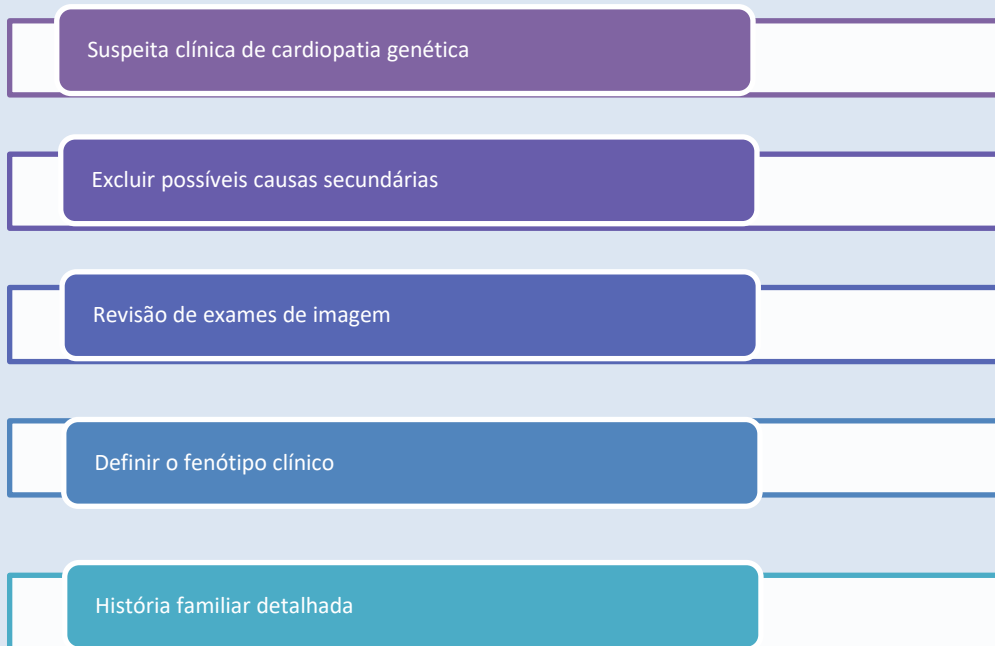 Suspeita clínica de cardiopatia genética
Excluir possíveis causas secundárias
Revisão de exames de imagem
Definir o fenótipo clínico
História familiar detalhada